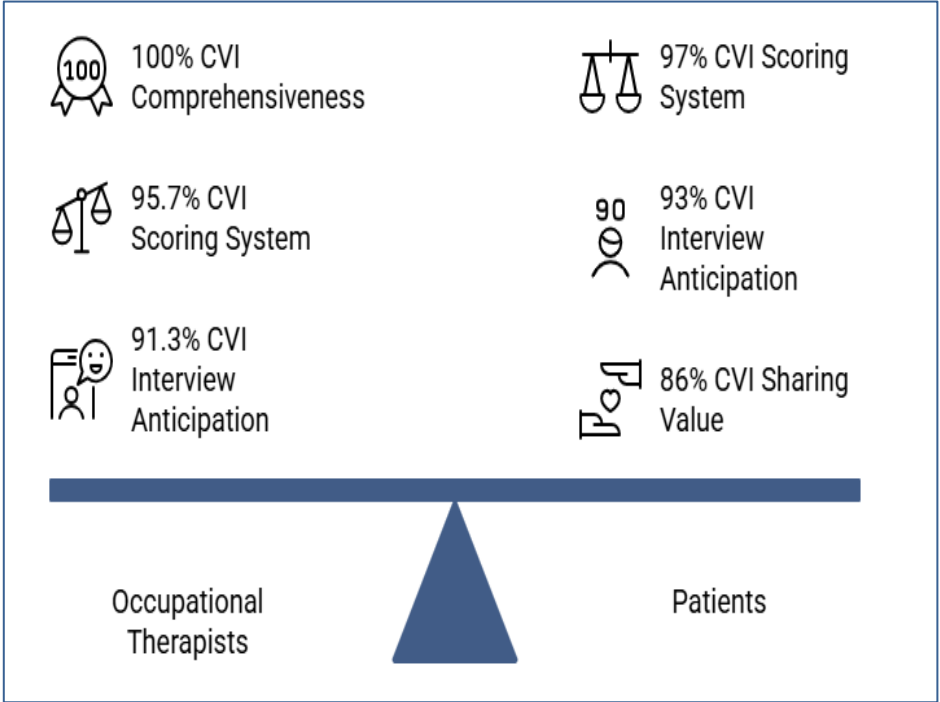 100
100% CVI
Comprehensiveness
95.7% CVI
Scoring System
91.3% CVI
Interview
Anticipation
97% CVI Scoring
System
90
93% CVI
Interview
Anticipation
86% CVI Sharing
Value
Occupational
Therapists
Patients